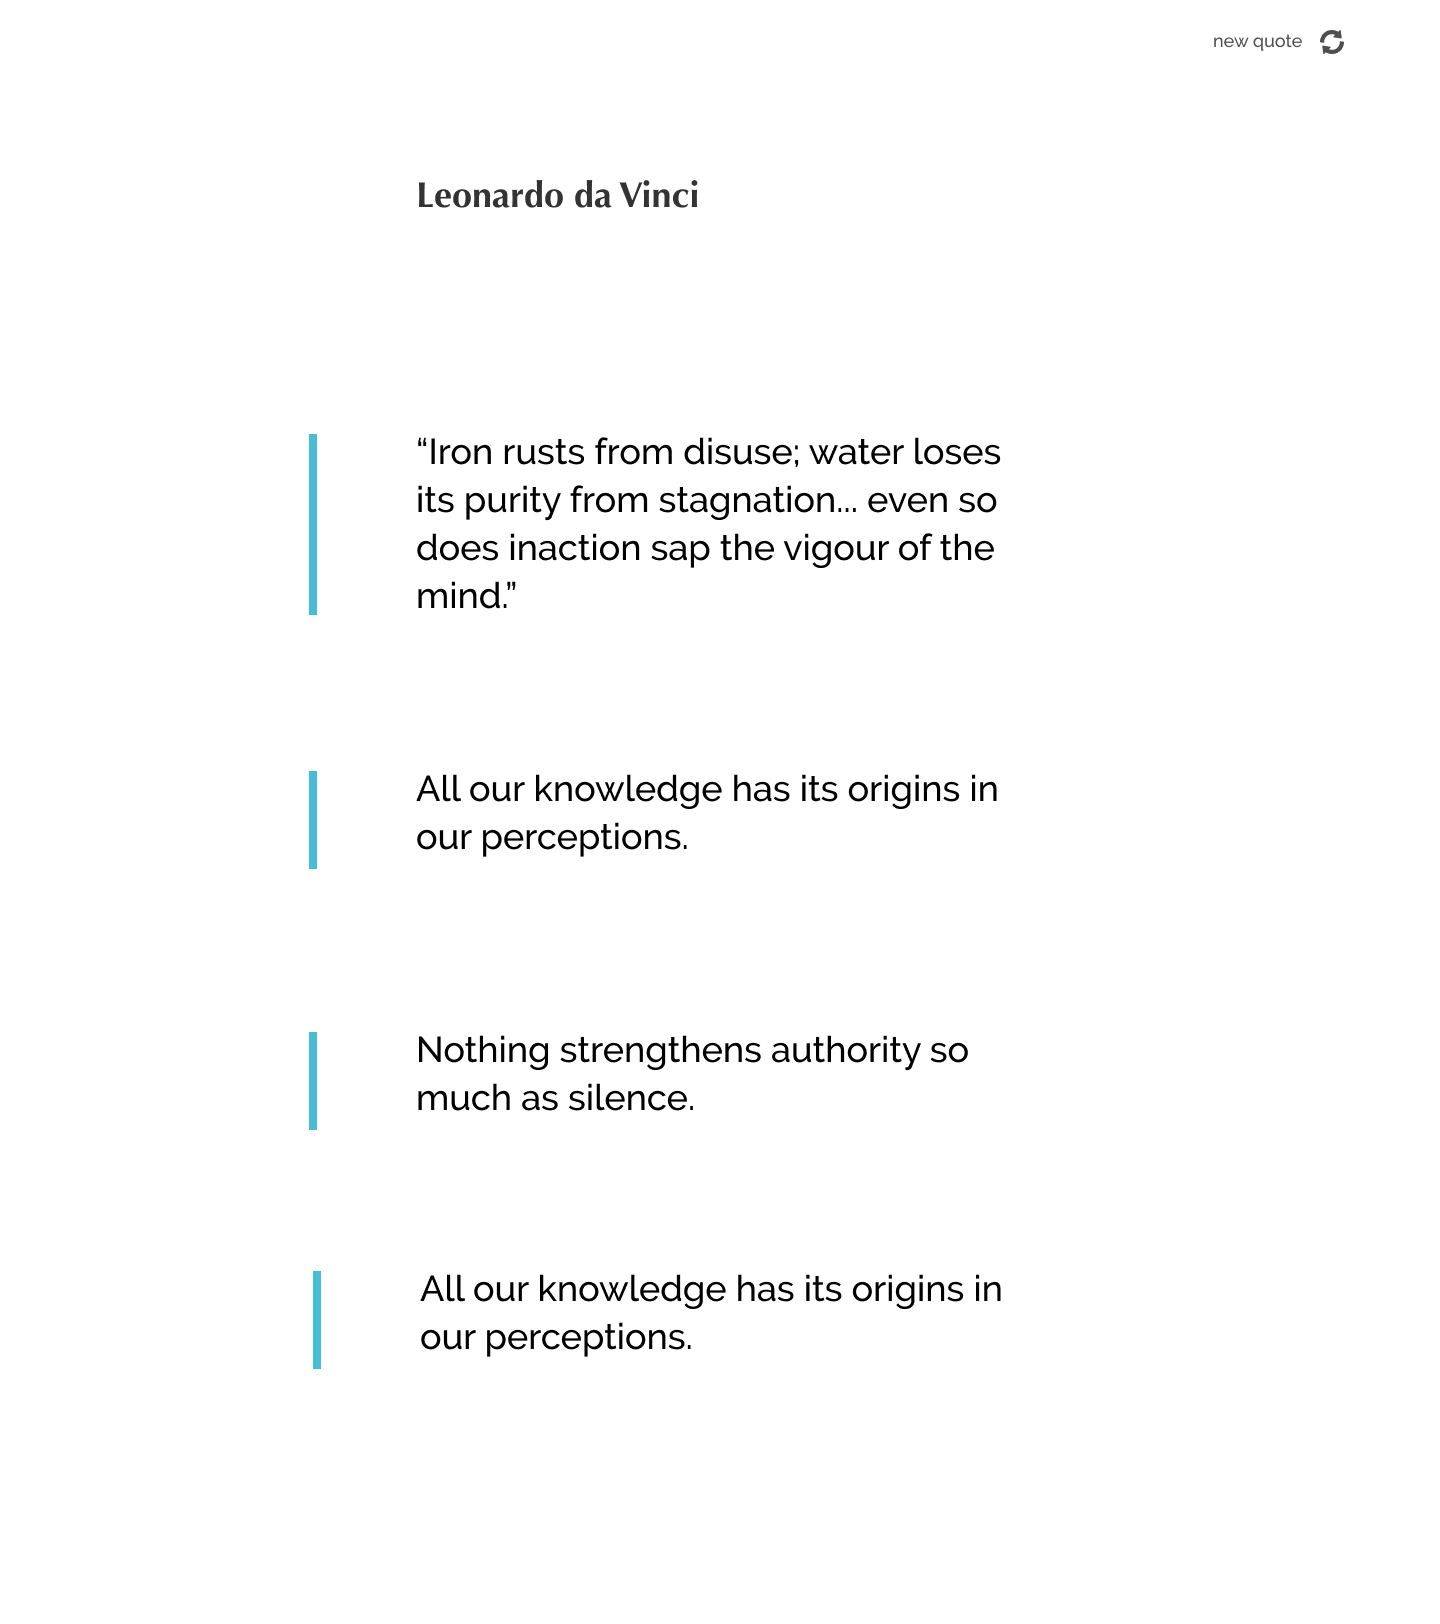 new quote
Leonardo da Vinci
“Iron rusts from disuse; water loses
its purity from stagnation... even so
does inaction sap the vigour of the
mind.”
All our knowledge has its origins in
our perceptions.
Nothing strengthens authority so
much as silence.
All our knowledge has its origins in
our perceptions.